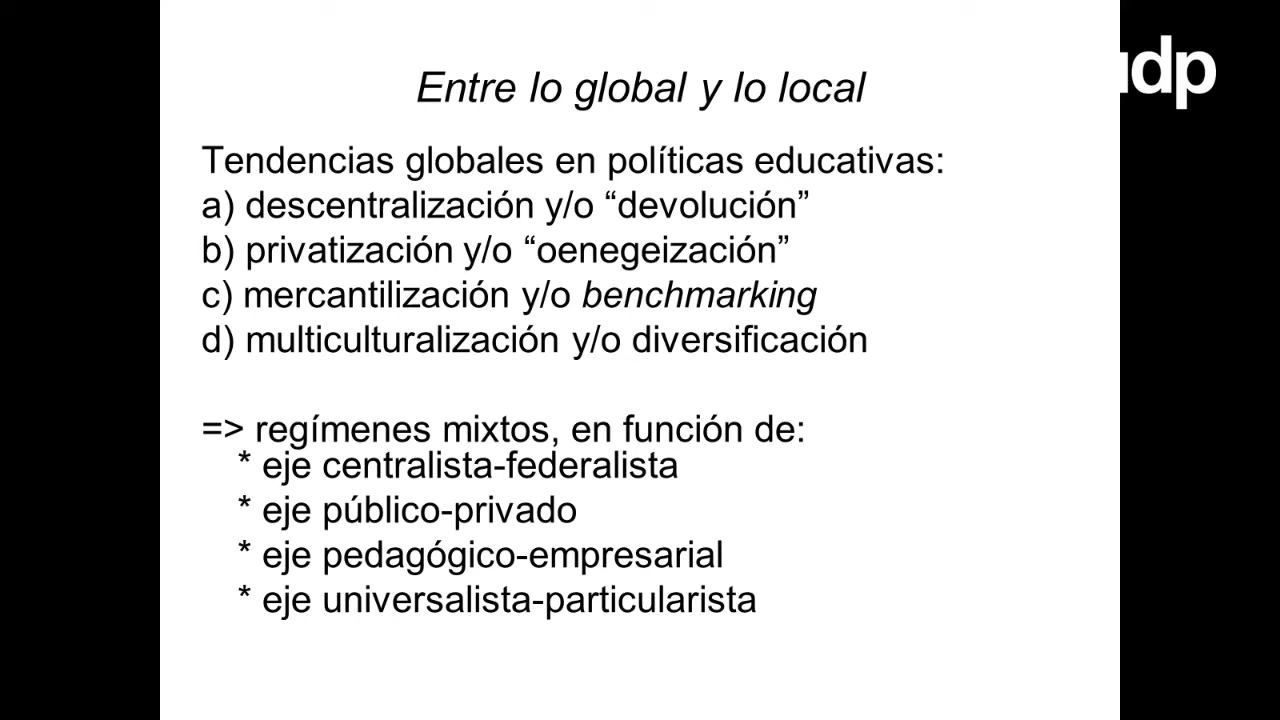 Entre lo global y lo local
udp
Tendencias globales en políticas educativas:
a) descentralización y/o “devolución”
b) privatización y/o “oenegeización”
c) mercantilización y/o benchmarking
d) multiculturalización y/o diversificación
=> regímenes mixtos, en función de:
* eje centralista-federalista
* eje público-privado
* eje pedagógico-empresarial
* eje universalista-particularista